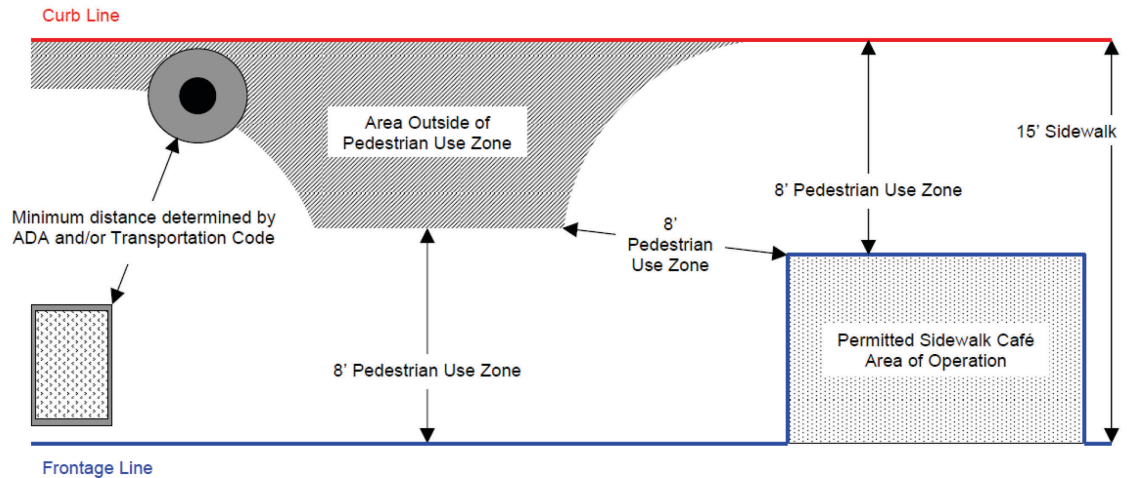 Curb Line
Area Outside of
Pedestrian Use Zone
15’ Sidewalk
8’ Pedestrian Use Zone
Minimum distance determined by
ADA and/or Transportation Code
8’
Pedestrian
Use Zone
8’ Pedestrian Use Zone
Permitted Sidewalk Café
Area of Operation
Frontage Line